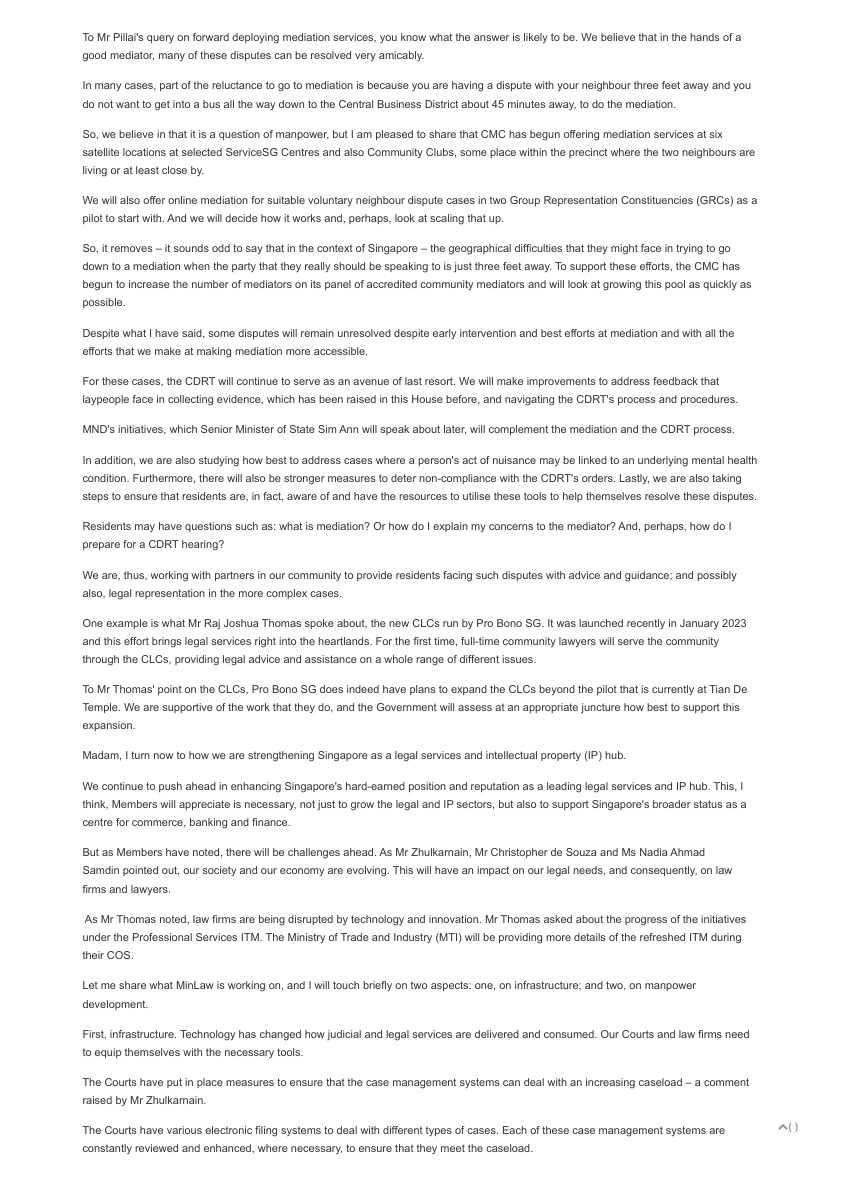 To Mr Pillai's query on forward deploying mediation services, you know what the answer is likely to be. We believe that in the hands of a
good mediator, many of these disputes can be resolved very amicably.
In many cases, part of the reluctance to go to mediation is because you are having a dispute with your neighbour three feet away and you
do not want to get into a bus all the way down to the Central Business District about 45 minutes away, to do the mediation.
So, we believe in that it is a question of manpower, but I am pleased to share that CMC has begun offering mediation services at six
satellite locations at selected ServiceSG Centres and also Community Clubs, some place within the precinct where the two neighbours are
living or at least close by.
We will also offer online mediation for suitable voluntary neighbour dispute cases in two Group Representation Constituencies (GRCs) as a
pilot to start with. And we will decide how it works and, perhaps, look at scaling that up.
So, it removes – it sounds odd to say that in the context of Singapore – the geographical difficulties that they might face in trying to go
down to a mediation when the party that they really should be speaking to is just three feet away. To support these efforts, the CMC has
begun to increase the number of mediators on its panel of accredited community mediators and will look at growing this pool as quickly as
possible.
Despite what I have said, some disputes will remain unresolved despite early intervention and best efforts at mediation and with all the
efforts that we make at making mediation more accessible.
For these cases, the CDRT will continue to serve as an avenue of last resort. We will make improvements to address feedback that
laypeople face in collecting evidence, which has been raised in this House before, and navigating the CDRT's process and procedures.
MND's initiatives, which Senior Minister of State Sim Ann will speak about later, will complement the mediation and the CDRT process.
In addition, we are also studying how best to address cases where a person's act of nuisance may be linked to an underlying mental health
condition. Furthermore, there will also be stronger measures to deter non-compliance with the CDRT's orders. Lastly, we are also taking
steps to ensure that residents are, in fact, aware of and have the resources to utilise these tools to help themselves resolve these disputes.
Residents may have questions such as: what is mediation? Or how do I explain my concerns to the mediator? And, perhaps, how do I
prepare for a CDRT hearing?
We are, thus, working with partners in our community to provide residents facing such disputes with advice and guidance; and possibly
also, legal representation in the more complex cases.
One example is what Mr Raj Joshua Thomas spoke about, the new CLCs run by Pro Bono SG. It was launched recently in January 2023
and this effort brings legal services right into the heartlands. For the first time, full-time community lawyers will serve the community
through the CLCs, providing legal advice and assistance on a whole range of different issues.
To Mr Thomas' point on the CLCs, Pro Bono SG does indeed have plans to expand the CLCs beyond the pilot that is currently at Tian De
Temple. We are supportive of the work that they do, and the Government will assess at an appropriate juncture how best to support this
expansion.
Madam, I turn now to how we are strengthening Singapore as a legal services and intellectual property (IP) hub.
We continue to push ahead in enhancing Singapore's hard-earned position and reputation as a leading legal services and IP hub. This, I
think, Members will appreciate is necessary, not just to grow the legal and IP sectors, but also to support Singapore's broader status as a
centre for commerce, banking and finance.
But as Members have noted, there will be challenges ahead. As Mr Zhulkarnain, Mr Christopher de Souza and Ms Nadia Ahmad
Samdin pointed out, our society and our economy are evolving. This will have an impact on our legal needs, and consequently, on law
firms and lawyers.
As Mr Thomas noted, law firms are being disrupted by technology and innovation. Mr Thomas asked about the progress of the initiatives
under the Professional Services ITM. The Ministry of Trade and Industry (MTI) will be providing more details of the refreshed ITM during
their COS.
Let me share what MinLaw is working on, and I will touch briefly on two aspects: one, on infrastructure; and two, on manpower
development.
First, infrastructure. Technology has changed how judicial and legal services are delivered and consumed. Our Courts and law firms need
to equip themselves with the necessary tools.
The Courts have put in place measures to ensure that the case management systems can deal with an increasing caseload – a comment
raised by Mr Zhulkarnain.
The Courts have various electronic filing systems to deal with different types of cases. Each of these case management systems are
constantly reviewed and enhanced, where necessary, to ensure that they meet the caseload.
( )